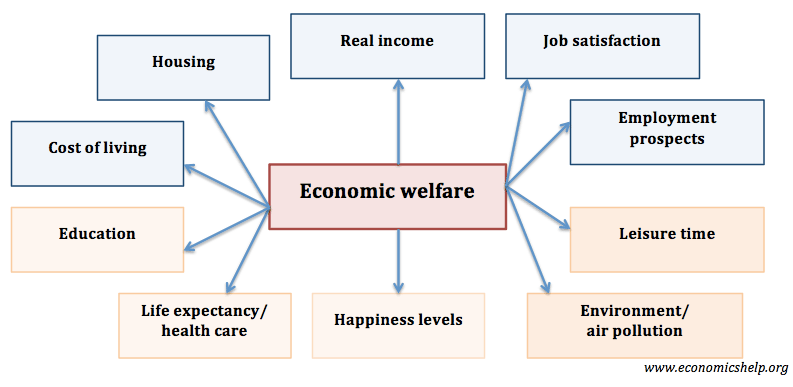 Real income
Job satisfaction
Housing
Employment
prospects
Cost of living
Economic welfare
Education
Leisure time
Life expectancy/
health care
Happiness levels
Environment/
air pollution
www.economicshelp.org